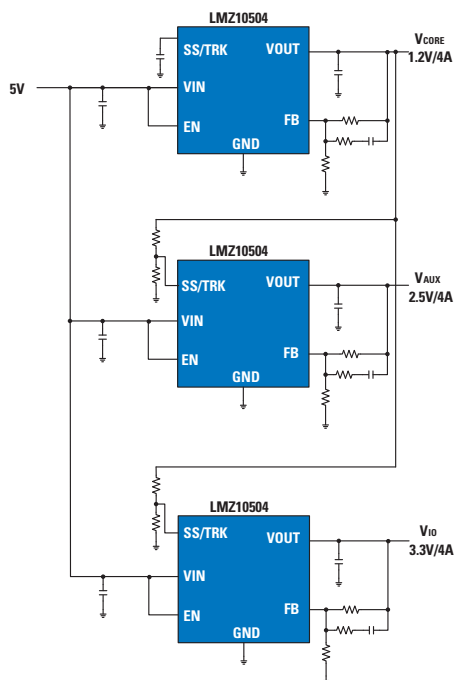 LMZ10504
SS/TRK
VOUT
VCORE
1.2V/4A
5V
VIN
FB
EN
GND
LMZ10504
SS/TRK
VOUT
VAUX
2.5V/4A
VIN
FB
EN
GND
LMZ10504
SS/TRK
VOUT
VIO
3.3V/4A
VIN
FB
EN
GND